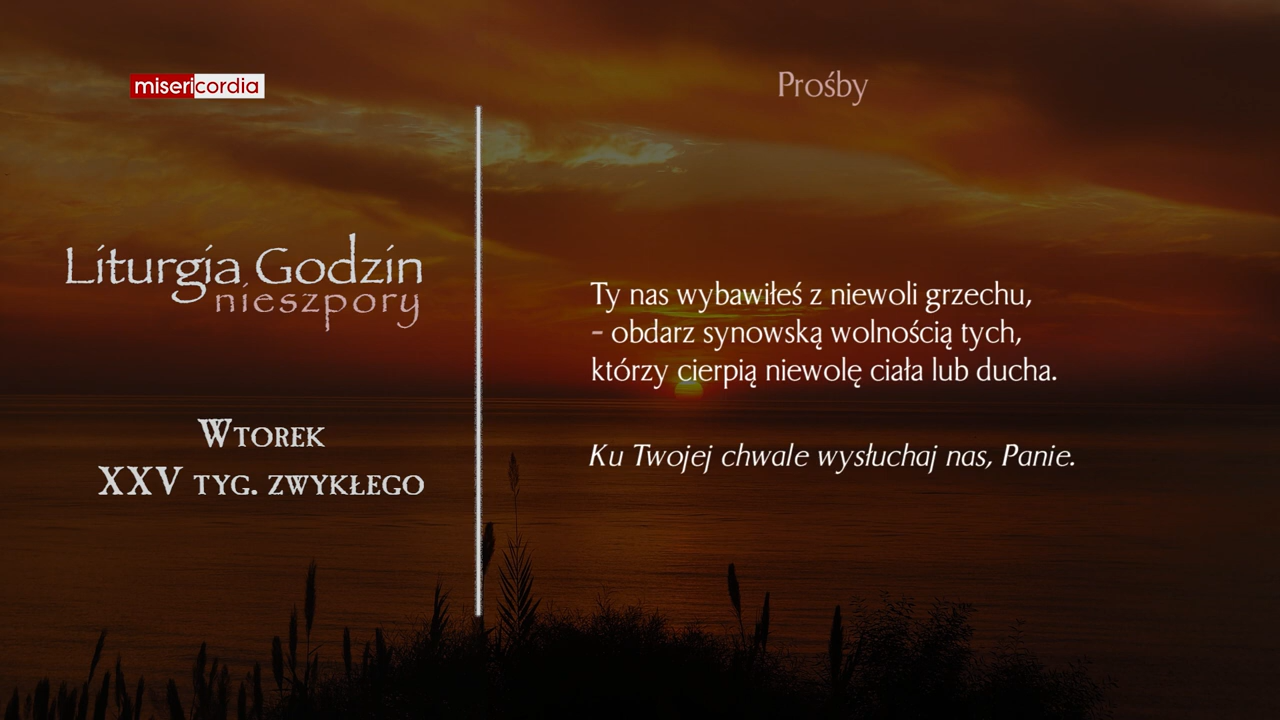 misericordia
Liturgia Godzin
nieszpory
Wtorek
XXV tyg. zwykłego
Prośby
Ty nas wybawiłeś z niewoli grzechu,
- obdarz synowską wolnością tych,
którzy cierpią niewolę ciała lub ducha.
Ku Twojej chwale wysłuchaj nas, Panie.